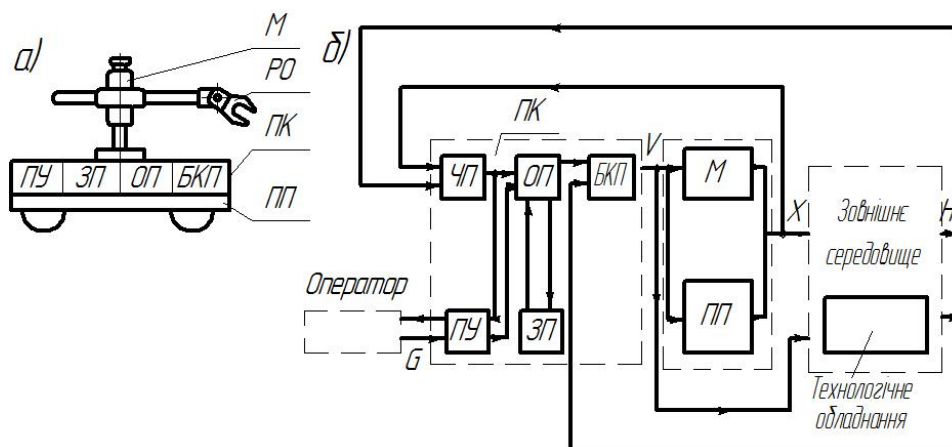 а)
М
РО
ПК
ПП
ПУ ЗП ОП БКП
б)
ПК
ЧП
ОП
БКП
V
М
X
Зовнішнє
середовище
H
Оператор
G
ПУ
ЗП
ПП
Технологічне
обладнання